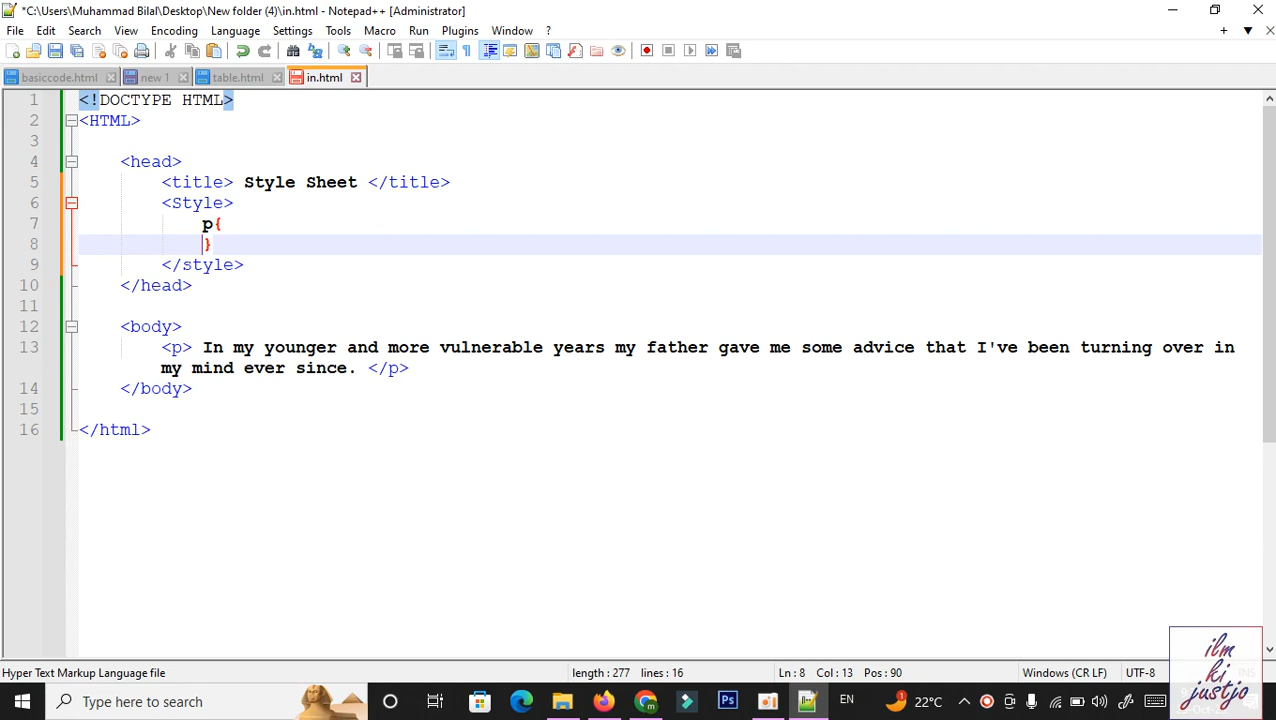 *C:\Users\Muhammad Bilal\Desktop\New folder (4)\in.html - Notepad++ [Administrator]
File Edit Search View Encoding Language Settings Tools Macro Run Plugins Window ?
basiccode.html new 1 table.html in.html
1 <!DOCTYPE HTML>
2 <HTML>
3
4 <head>
5 <title> Style Sheet </title>
6 <Style>
7 p{
8 }
9 </style>
10 </head>
11
12 <body>
13 <p> In my younger and more vulnerable years my father gave me some advice that I've been turning over in
my mind ever since. </p>
14 </body>
15
16 </html>
Hyper Text Markup Language file length : 277 lines : 16 Ln : 8 Col : 13 Pos : 90 Windows (CR LF) UTF-8 INS
Type here to search Ps EN 22°C
ilm
ki
justjo